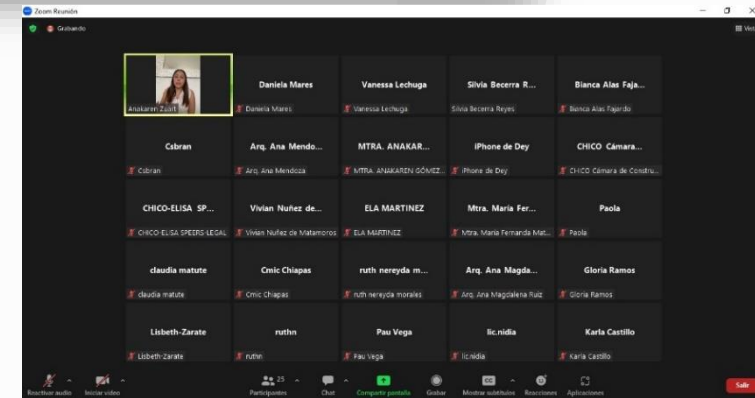 Zoom Reunión
Grabando
Anakaren Zuart
Daniela Mares
Daniela Mares
Vanessa Lechuga
Vanessa Lechuga
Silvia Becerra R...
Silvia Becerra Reyes
Bianca Alas Faja...
Bianca Alas Fajardo
Csbran
Csbran
Arq. Ana Mendo...
Arq. Ana Mendoza
MTRA. ANAKAR...
MTRA. ANAKAREN GÓMEZ...
iPhone de Dey
iPhone de Dey
CHICO Cámara...
CHICO Cámara de Constru...
CHICO-ELISA SP...
CHICO-ELISA SPEERS-LEGAL
Vivian Nuñez de...
Vivian Nuñez de Matamoros
ELA MARTINEZ
ELA MARTINEZ
Mtra. María Fer...
Mtra. María Fernanda Mat...
Paola
Paola
claudia matute
claudia matute
Cmic Chiapas
Cmic Chiapas
ruth nereyda m...
ruth nereyda morales
Arq. Ana Magda...
Arq. Ana Magdalena Ruiz
Gloria Ramos
Gloria Ramos
Lisbeth-Zarate
Lisbeth-Zarate
ruthn
ruthn
Pau Vega
Pau Vega
lic.nidia
lic.nidia
Karla Castillo
Karla Castillo
Reactivar audio
Iniciar video
25
Participantes
Chat
Compartir pantalla
Grabar
CC
Mostrar subtítulos
Reacciones
Aplicaciones
Salir